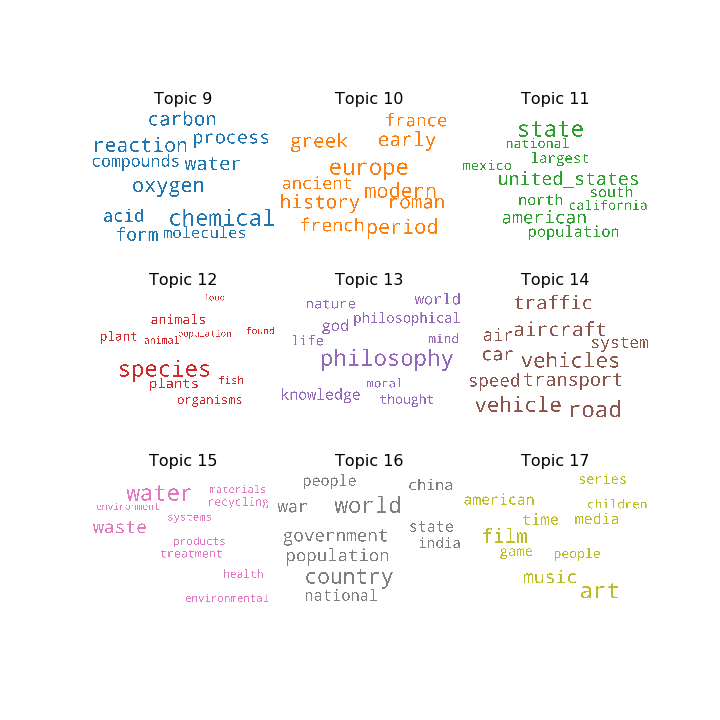 Topic 9
carbon
reaction process
compounds water
oxygen
acid chemical
form molecules
Topic 10
france
greek early
europe
ancient modern
history roman
french period
Topic 11
state
national
largest
mexico
united_states
south
north california
american
population
Topic 12
food
animals
plant animal population found
species
plants fish
organisms
Topic 13
nature world
god philosophical
life mind
philosophy
moral
knowledge thought
Topic 14
traffic
air aircraft
system
car vehicles
speed transport
vehicle road
Topic 15
water materials
recycling
environment
systems
waste
products
treatment
health
environmental
Topic 16
people china
war world
state
government india
population
country
national
Topic 17
series
american children
time media
film
game people
music
art